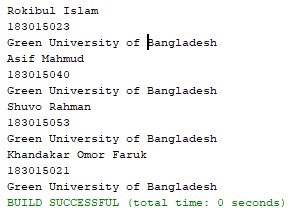 Rokibul Islam
183015023
Green University of Bangladesh
Asif Mahmud
183015040
Green University of Bangladesh
Shuvo Rahman
183015053
Green University of Bangladesh
Khandakar Omor Faruk
183015021
Green University of Bangladesh
BUILD SUCCESSFUL (total time: 0 seconds)